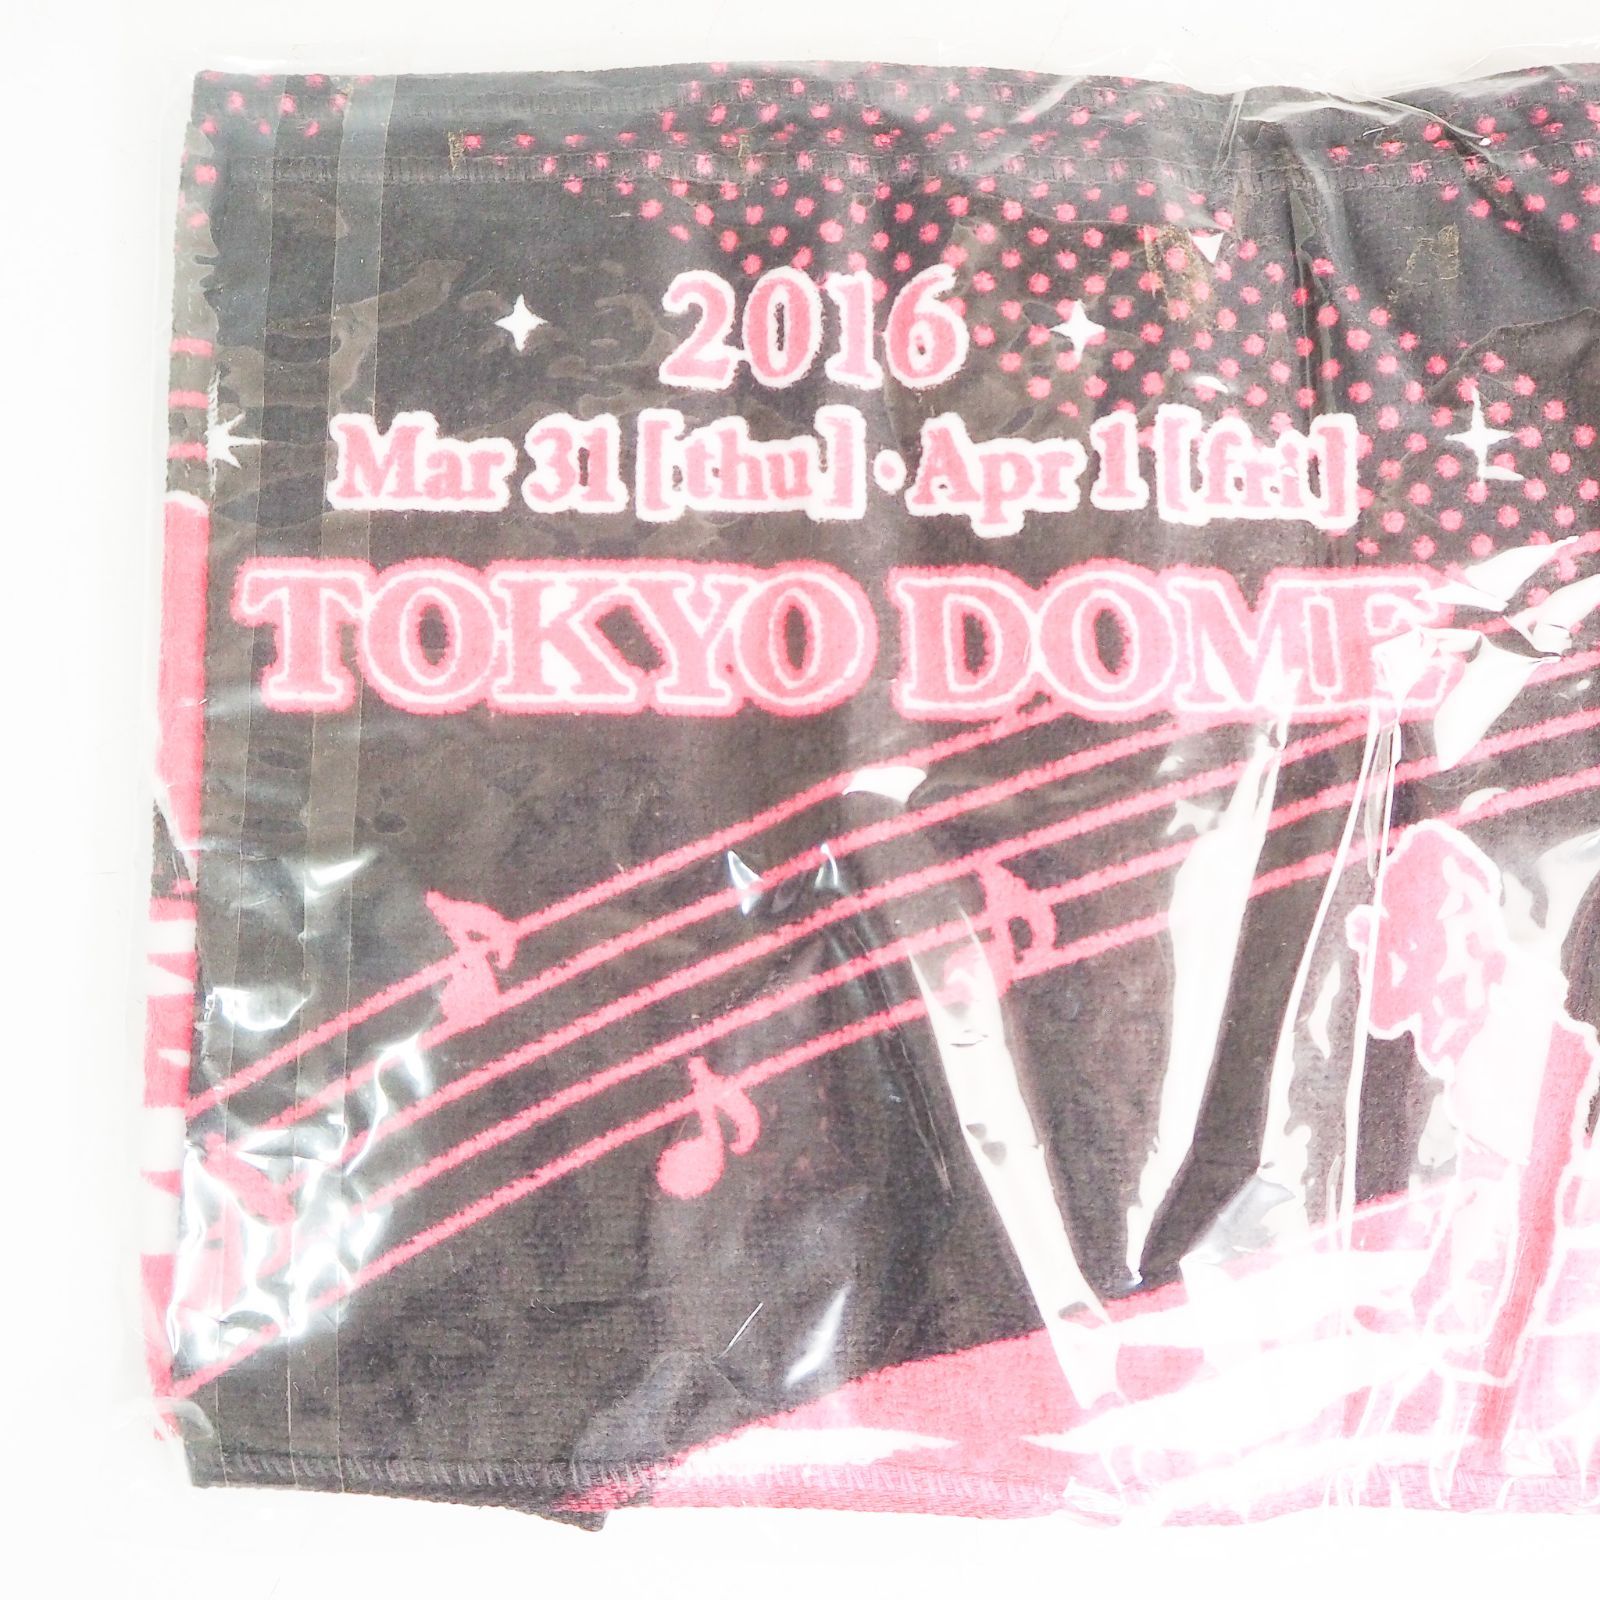 2016
Mar 31 [thu] • Apr 1 [fri]
TOKYO DOME